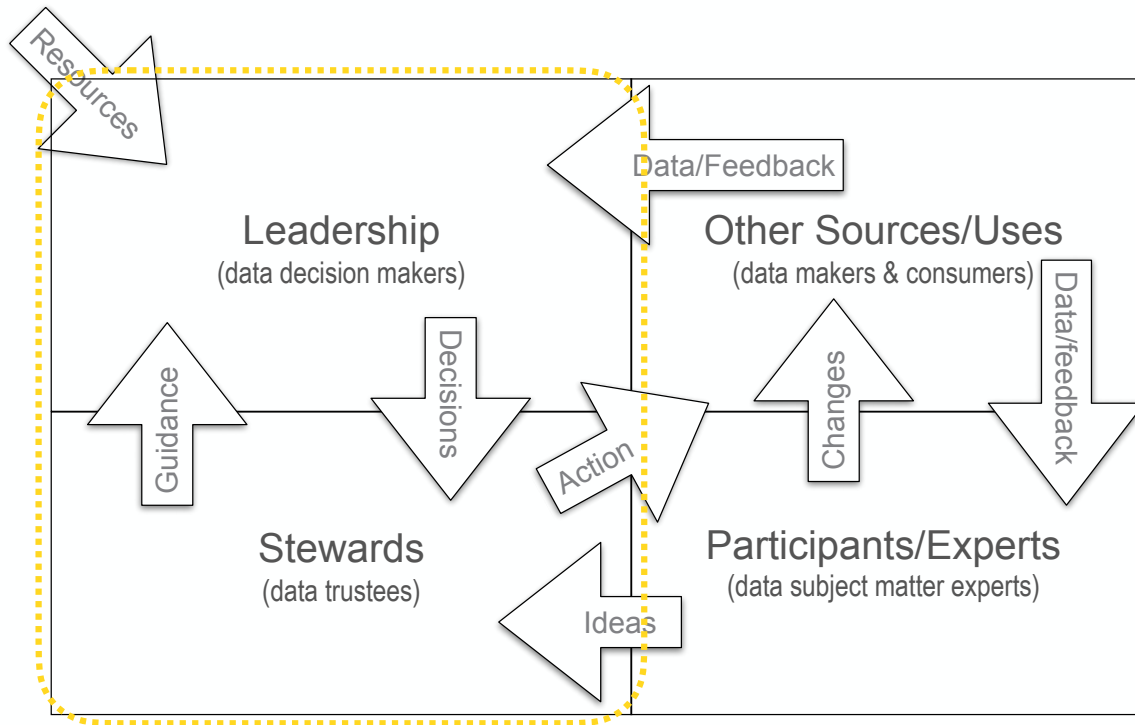 Resources
Data/Feedback
Leadership
(data decision makers)
Other Sources/Uses
(data makers & consumers)
Guidance
Decisions
Action
Changes
Data/feedback
Stewards
(data trustees)
Participants/Experts
(data subject matter experts)
Ideas